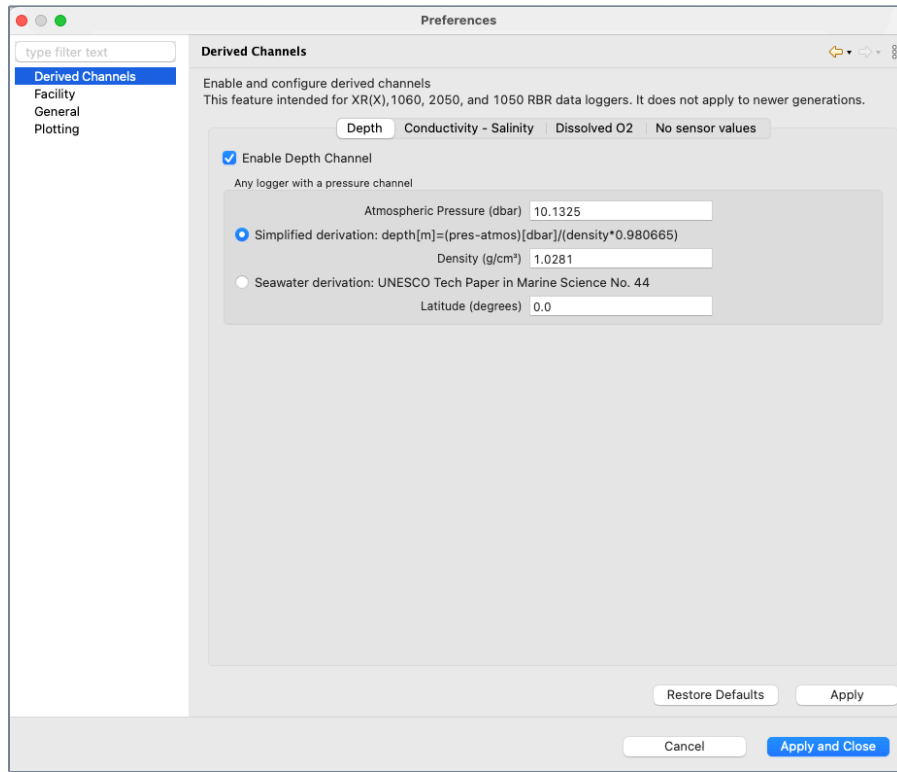 Preferences
type filter text
Derived Channels
Facility
General
Plotting
Derived Channels
Enable and configure derived channels
This feature intended for XR(X),1060, 2050, and 1050 RBR data loggers. It does not apply to newer generations.
Depth Conductivity - Salinity Dissolved O2 No sensor values
Enable Depth Channel
Any logger with a pressure channel
Atmospheric Pressure (dbar) 10.1325
Simplified derivation: depth[m]=(pres-atmos)[dbar]/(density*0.980665)
Density (g/cm³) 1.0281
Seawater derivation: UNESCO Tech Paper in Marine Science No. 44
Latitude (degrees) 0.0
Restore Defaults Apply
Cancel Apply and Close